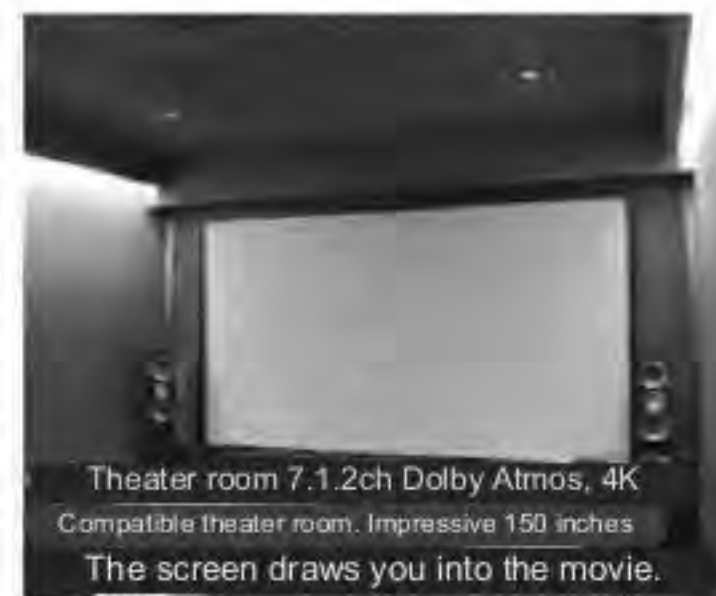 Theater room 7.1.2ch Dolby Atmos, 4K
Compatible theater room. Impressive 150 inches
The screen draws you into the movie.